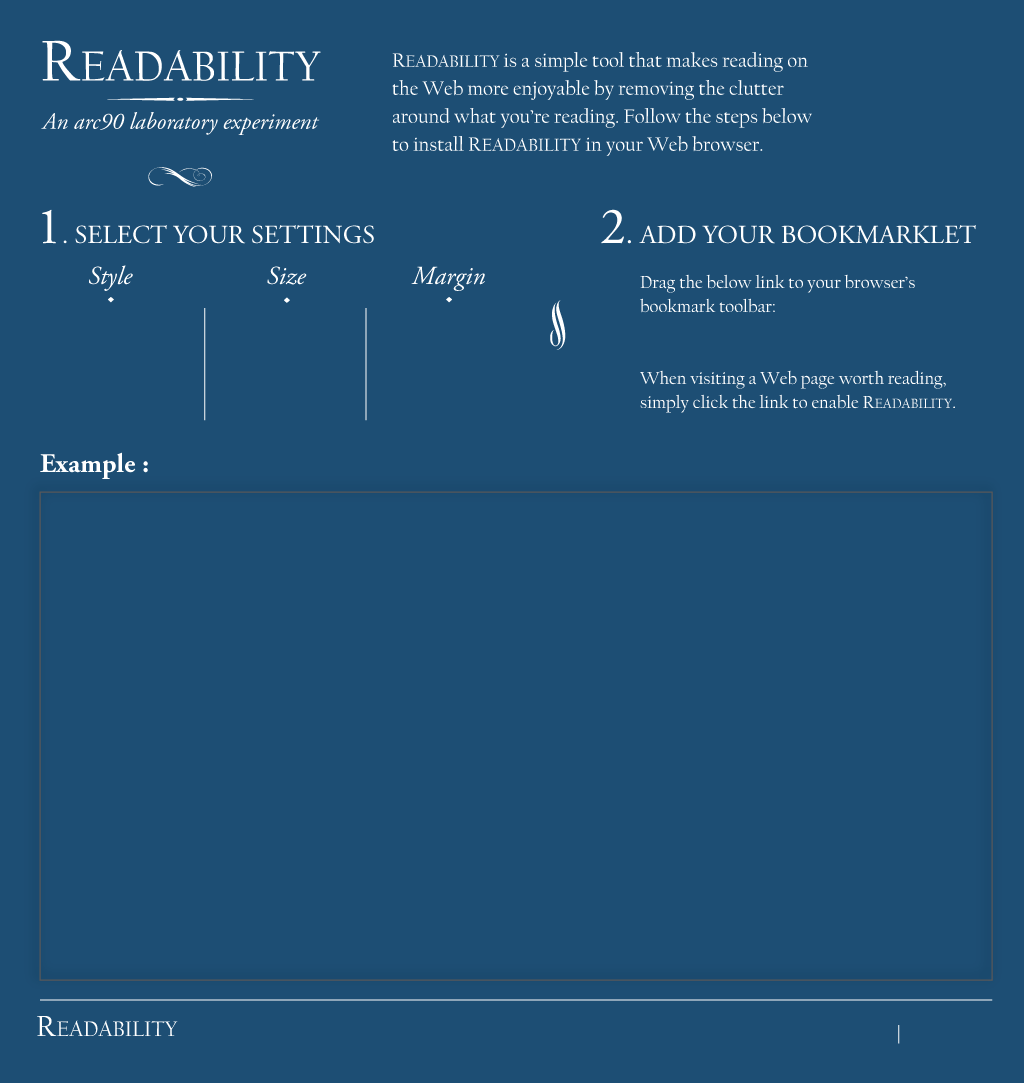 READABILITY
An arc90 laboratory experiment
READABILITY is a simple tool that makes reading on
the Web more enjoyable by removing the clutter
around what you're reading. Follow the steps below
to install READABILITY in your Web browser.
1. SELECT YOUR SETTINGS
Style
Size
Margin
2. ADD YOUR BOOKMARKLET
Drag the below link to your browser's
bookmark toolbar:
When visiting a Web page worth reading,
simply click the link to enable READABILITY.
Example :
READABILITY
|